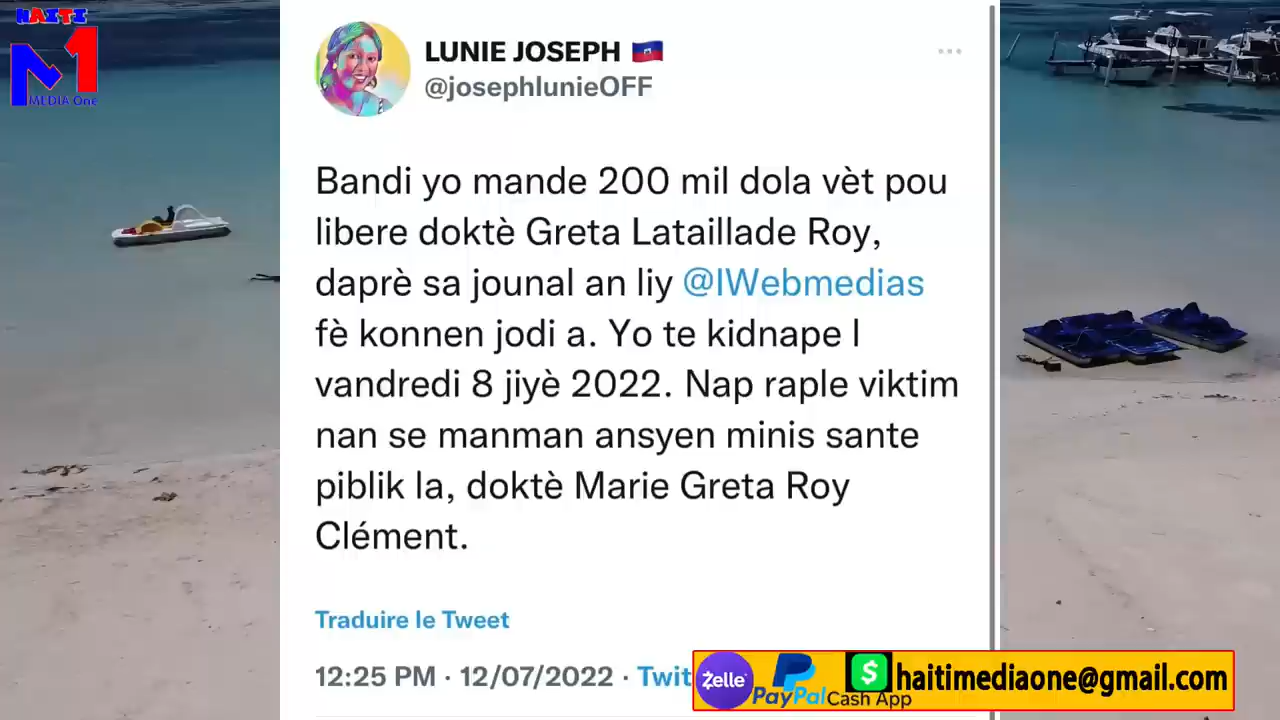 HAITI
M1
MEDIA One
LUNIE JOSEPH 🇭🇹
@josephlunieOFF
Bandi yo mande 200 mil dola vèt pou
libere doktè Greta Lataillade Roy,
daprè sa jounal an liy @IWebmedias
fè konnen jodi a. Yo te kidnape l
vandredi 8 jiyè 2022. Nap raple viktim
nan se manman ansyen minis sante
piblik la, doktè Marie Greta Roy
Clément.
Traduire le Tweet
12:25 PM · 12/07/2022 · Twit
Zelle PayPal $ Cash App haitimediaone@gmail.com